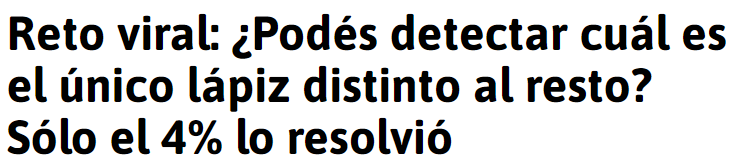 Reto viral: ¿Podés detectar cuál es
el único lápiz distinto al resto?
Sólo el 4% lo resolvió